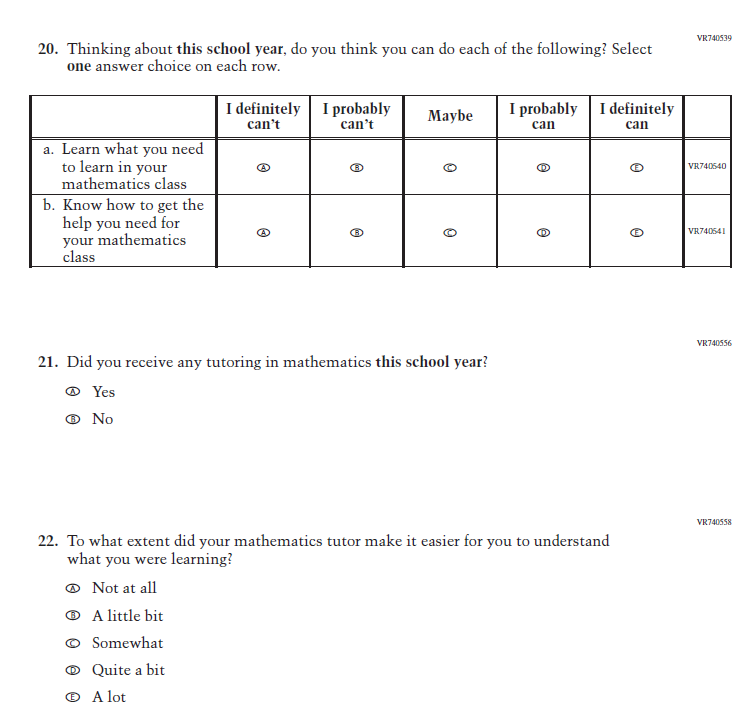 VR740539
20. Thinking about this school year, do you think you can do each of the following? Select
one answer choice on each row.
I definitely can't I probably can't Maybe I probably can I definitely can
a. Learn what you need
to learn in your
mathematics class
A B C D E VR740540
b. Know how to get the
help you need for
your mathematics
class
A B C D E VR740541
VR740556
21. Did you receive any tutoring in mathematics this school year?
A Yes
B No
VR740558
22. To what extent did your mathematics tutor make it easier for you to understand
what you were learning?
A Not at all
B A little bit
C Somewhat
D Quite a bit
E A lot